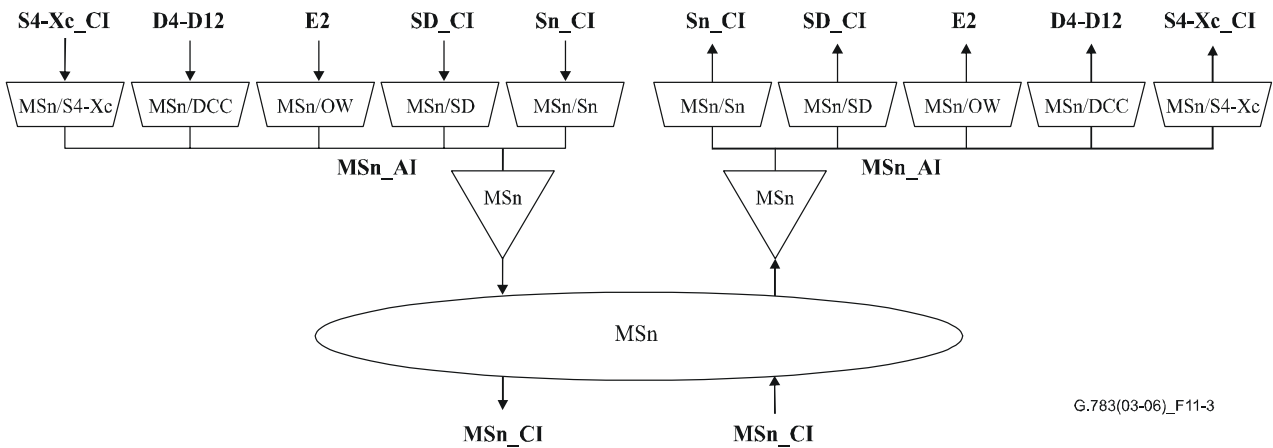 S4-Xc_CI D4-D12 E2 SD_CI Sn_CI Sn_CI SD_CI E2 D4-D12 S4-Xc_CI
MSn/S4-Xc MSn/DCC MSn/OW MSn/SD MSn/Sn MSn/Sn MSn/SD MSn/OW MSn/DCC MSn/S4-Xc
MSn_AI MSn_AI
MSn MSn
MSn
G.783(03-06)_F11-3
MSn_CI MSn_CI